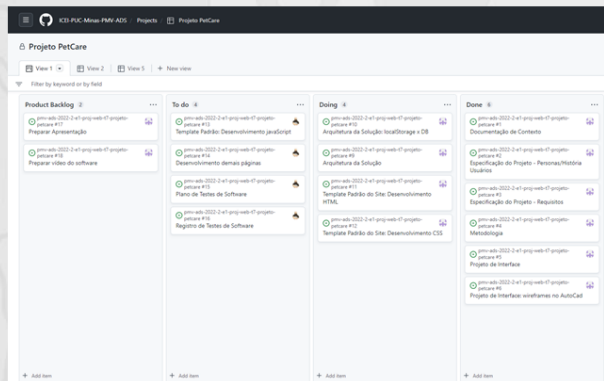 ICEI-PUC-Minas-PMV-ADS / Projects / Projeto PetCare
Projeto PetCare
View 1 View 2 View 5 + New view
Filter by keyword or by field
Product Backlog 2
pmv-ads-2022-2-e1-proj-web-t7-projeto-
petcare #17
Preparar Apresentação
pmv-ads-2022-2-e1-proj-web-t7-projeto-
petcare #18
Preparar vídeo do software
+ Add item
To do 4
pmv-ads-2022-2-e1-proj-web-t7-projeto-
petcare #13
Template Padrão: Desenvolvimento JavaScript
pmv-ads-2022-2-e1-proj-web-t7-projeto-
petcare #14
Desenvolvimento demais páginas
pmv-ads-2022-2-e1-proj-web-t7-projeto-
petcare #15
Plano de Testes de Software
pmv-ads-2022-2-e1-proj-web-t7-projeto-
petcare #16
Registro de Testes de Software
+ Add item
Doing 4
pmv-ads-2022-2-e1-proj-web-t7-projeto-
petcare #10
Arquitetura da Solução: localStorage x DB
pmv-ads-2022-2-e1-proj-web-t7-projeto-
petcare #9
Arquitetura da Solução
pmv-ads-2022-2-e1-proj-web-t7-projeto-
petcare #11
Template Padrão do Site: Desenvolvimento
HTML
pmv-ads-2022-2-e1-proj-web-t7-projeto-
petcare #12
Template Padrão do Site: Desenvolvimento CSS
+ Add item
Done 6
pmv-ads-2022-2-e1-proj-web-t7-projeto-
petcare #1
Documentação de Contexto
pmv-ads-2022-2-e1-proj-web-t7-projeto-
petcare #2
Especificação do Projeto - Personas/História
Usuários
pmv-ads-2022-2-e1-proj-web-t7-projeto-
petcare #3
Especificação do Projeto - Requisitos
pmv-ads-2022-2-e1-proj-web-t7-projeto-
petcare #4
Metodologia
pmv-ads-2022-2-e1-proj-web-t7-projeto-
petcare #5
Projeto de Interface
pmv-ads-2022-2-e1-proj-web-t7-projeto-
petcare #6
Projeto de Interface: wireframes no AutoCad
+ Add item